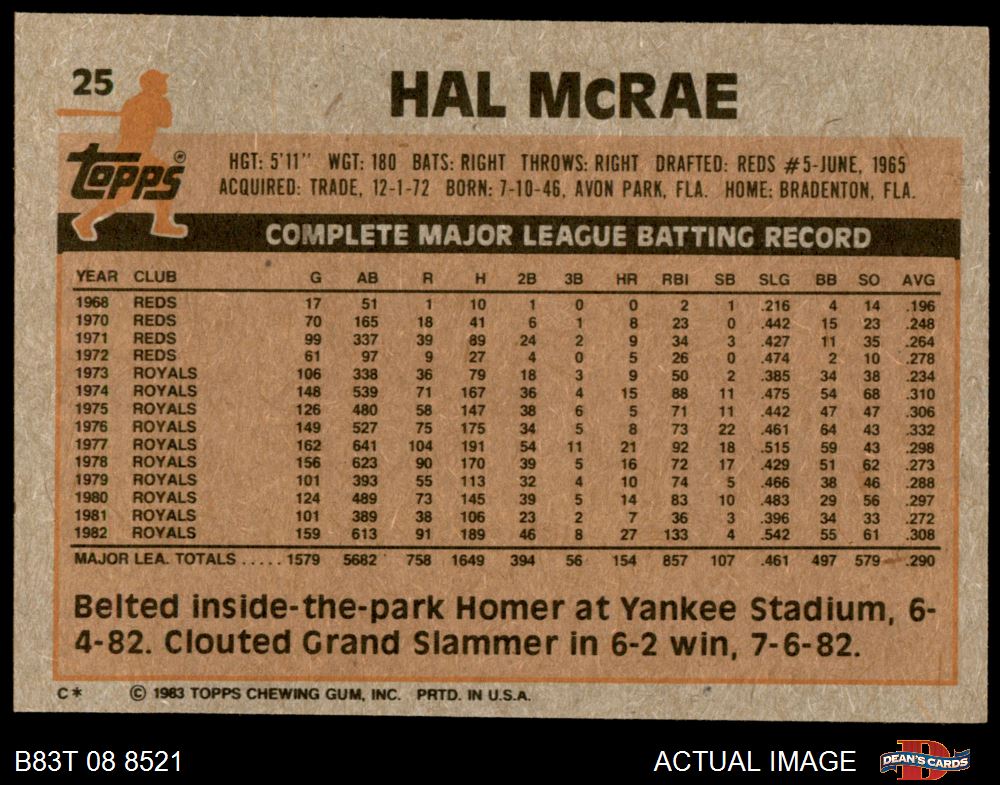 25
HAL McRAE
Topps®
HGT: 5'11" WGT: 180 BATS: RIGHT THROWS: RIGHT DRAFTED: REDS #5-JUNE, 1965
ACQUIRED: TRADE, 12-1-72 BORN: 7-10-46, AVON PARK, FLA. HOME: BRADENTON, FLA.
COMPLETE MAJOR LEAGUE BATTING RECORD
YEAR CLUB G AB R H 2B 3B HR RBI SB SLG BB SO AVG
1968 REDS 17 51 1 10 1 0 0 2 1 .216 4 14 .196
1970 REDS 70 165 18 41 6 1 8 23 0 .442 15 23 .248
1971 REDS 99 337 39 89 24 2 9 34 3 .427 11 35 .264
1972 REDS 61 97 9 27 4 0 5 26 0 .474 2 10 .278
1973 ROYALS 106 338 36 79 18 3 9 50 2 .385 34 38 .234
1974 ROYALS 148 539 71 167 36 4 15 88 11 .475 54 68 .310
1975 ROYALS 126 480 58 147 38 6 5 71 11 .442 47 47 .306
1976 ROYALS 149 527 75 175 34 5 8 73 22 .461 64 43 .332
1977 ROYALS 162 641 104 191 54 11 21 92 18 .515 59 43 .298
1978 ROYALS 156 623 90 170 39 5 16 72 17 .429 51 62 .273
1979 ROYALS 101 393 55 113 32 4 10 74 5 .466 38 46 .288
1980 ROYALS 124 489 73 145 39 5 14 83 10 .483 29 56 .297
1981 ROYALS 101 389 38 106 23 2 7 36 3 .396 34 33 .272
1982 ROYALS 159 613 91 189 46 8 27 133 4 .542 55 61 .308
MAJOR LEA. TOTALS ..... 1579 5682 758 1649 394 56 154 857 107 .461 497 579 .290
Belted inside-the-park Homer at Yankee Stadium, 6-
4-82. Clouted Grand Slammer in 6-2 win, 7-6-82.
C* © 1983 TOPPS CHEWING GUM, INC. PRTD. IN U.S.A.
B83T 08 8521 ACTUAL IMAGE
D
DEAN'S CARDS